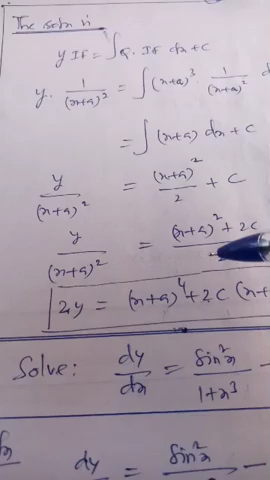 The soln is
y IF = ∫Q. IF dx + C
y. 1/(x+a)² = ∫(x+a)³. 1/(x+a)² d
= ∫(x+a) dx + C
y/(x+a)² = (x+a)²/2 + C
y/(x+a)² = (x+a)² + 2C
2y = (x+a)⁴ + 2C (x+
Solve: dy/dx = sin²x/1+x³ -
dy = sin²x -